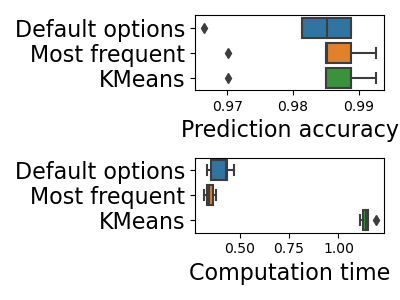 Default options
Most frequent
KMeans
0.97 0.98 0.99
Prediction accuracy
Default options
Most frequent
KMeans
0.50 0.75 1.00
Computation time